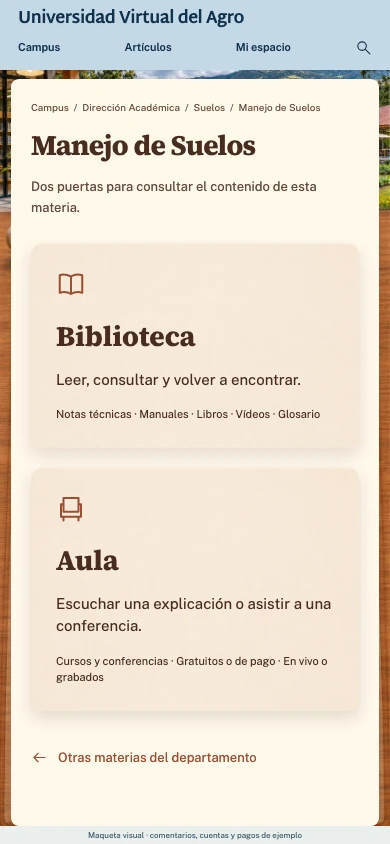 Universidad Virtual del Agro
Campus Artículos Mi espacio
Campus / Dirección Académica / Suelos / Manejo de Suelos
Manejo de Suelos
Dos puertas para consultar el contenido de esta
materia.
Biblioteca
Leer, consultar y volver a encontrar.
Notas técnicas · Manuales · Libros · Vídeos · Glosario
Aula
Escuchar una explicación o asistir a una
conferencia.
Cursos y conferencias · Gratuitos o de pago · En vivo o
grabados
← Otras materias del departamento
Maqueta visual · comentarios, cuentas y pagos de ejemplo